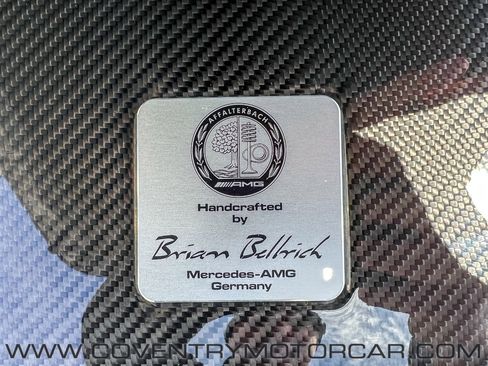 AFFALTERBACH
AMG
Handcrafted
by
Brian Bellrich
Mercedes-AMG
Germany
WWW.COVENTRYMOTORCAR.COM